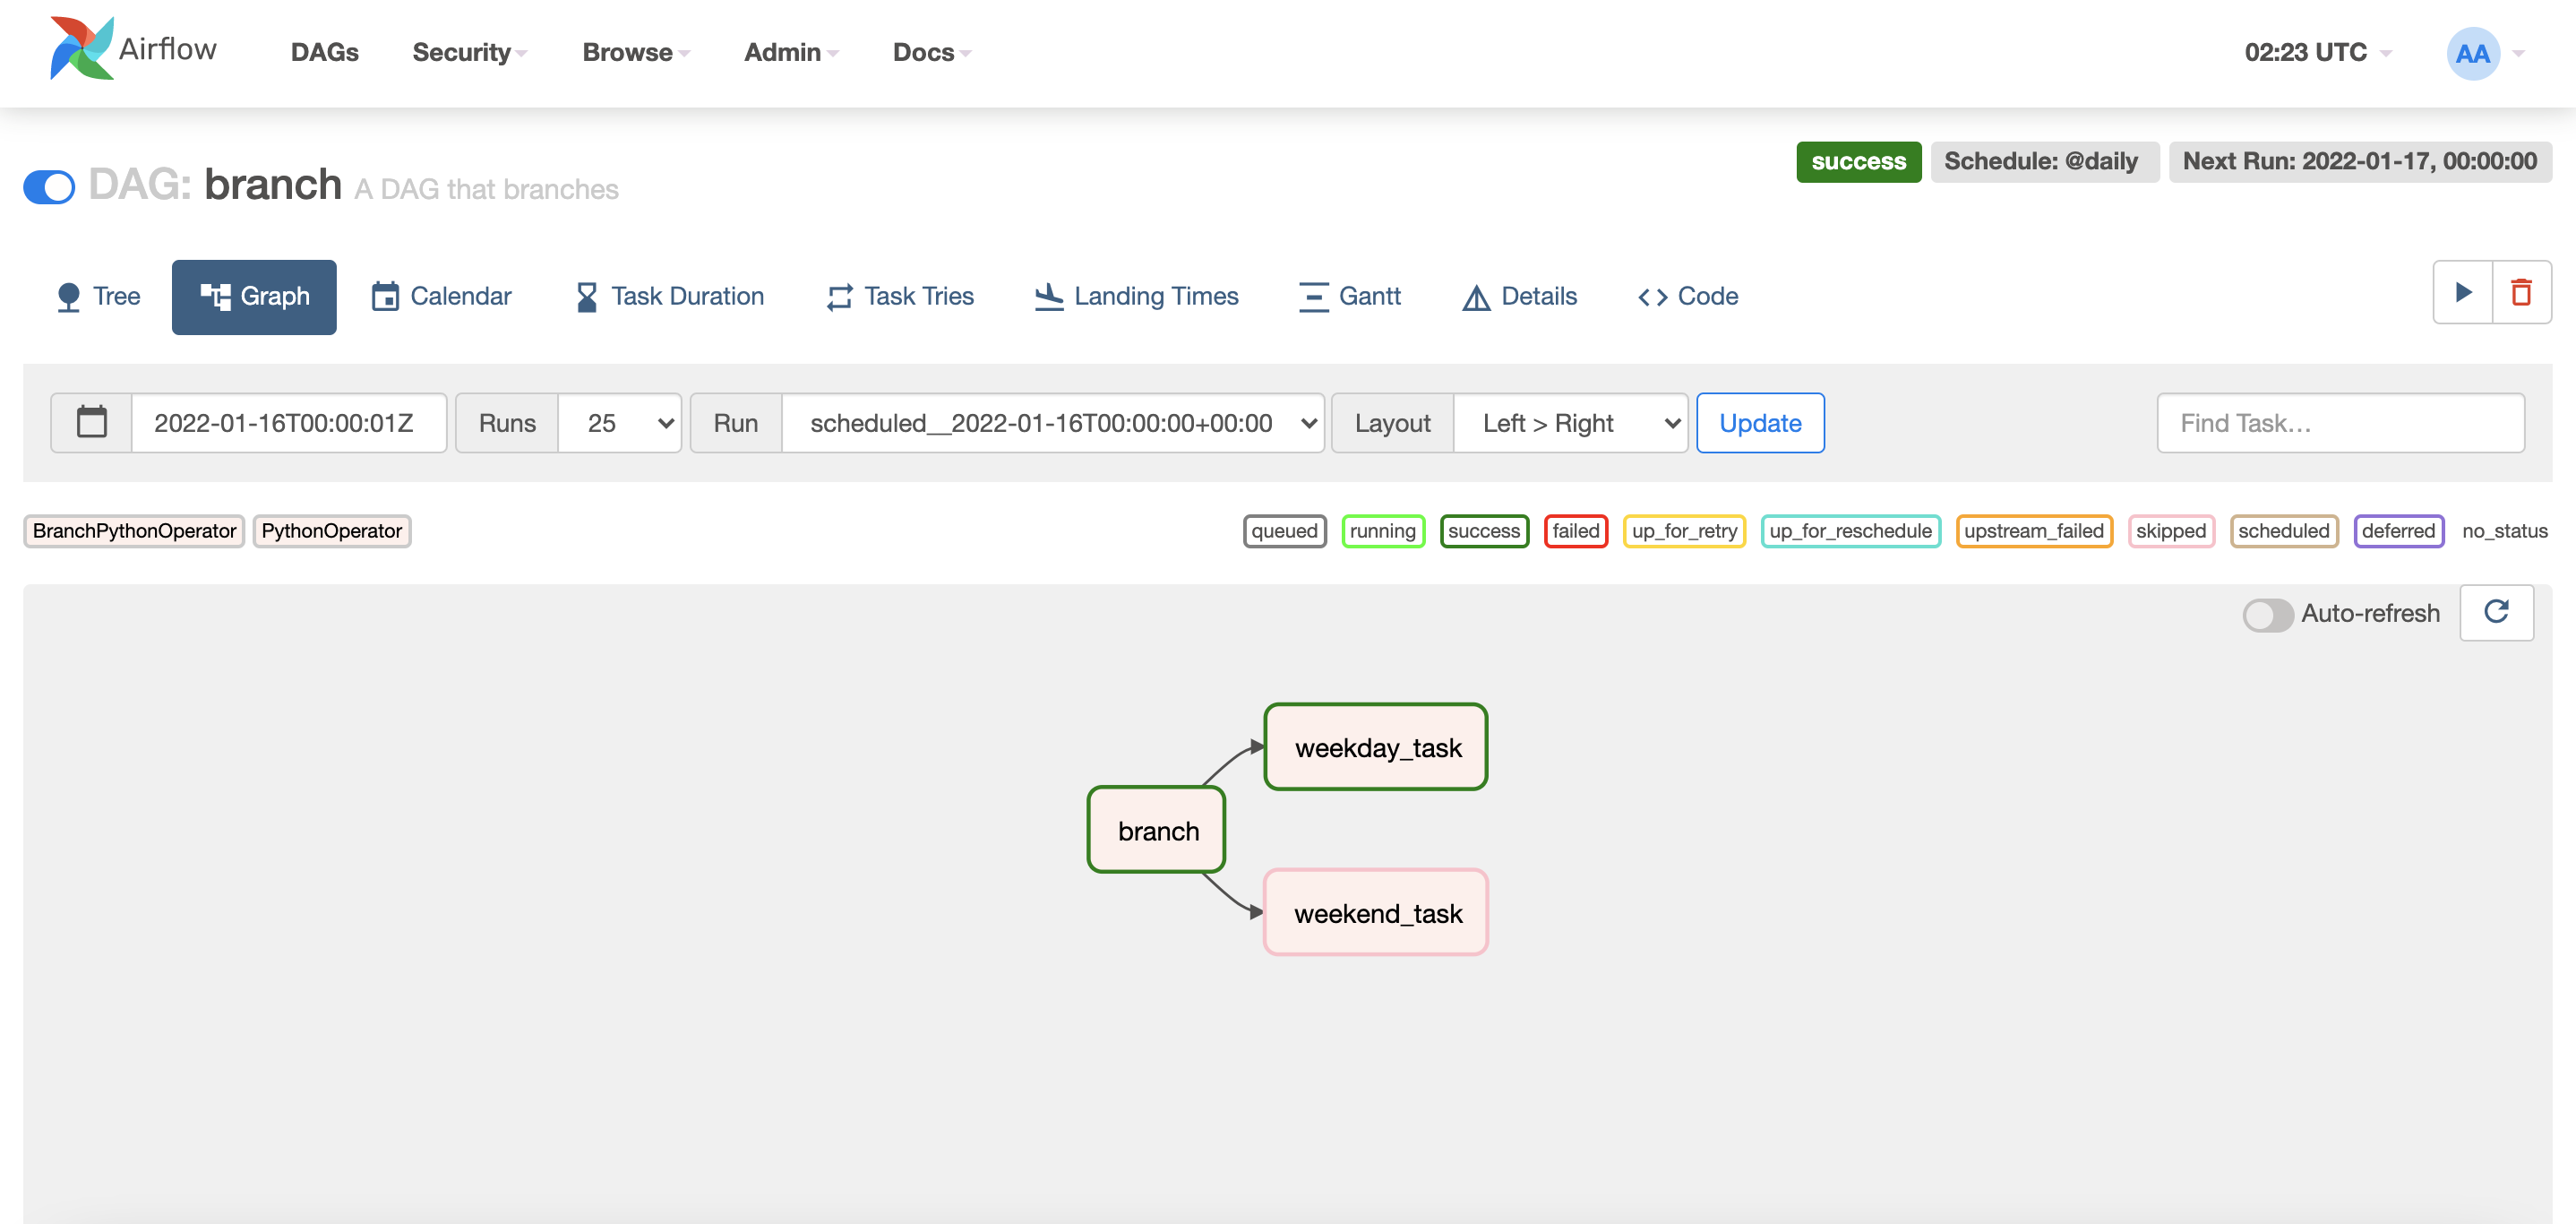 Airflow DAGs Security Browse Admin Docs 02:23 UTC AA
success Schedule: @daily Next Run: 2022-01-17, 00:00:00
DAG: branch A DAG that branches
Tree Graph Calendar Task Duration Task Tries Landing Times Gantt Details Code
2022-01-16T00:00:01Z Runs 25 Run scheduled__2022-01-16T00:00:00+00:00 Layout Left > Right Update Find Task...
BranchPythonOperator PythonOperator queued running success failed up_for_retry up_for_reschedule upstream_failed skipped scheduled deferred no_status
Auto-refresh
weekday_task
branch
weekend_task